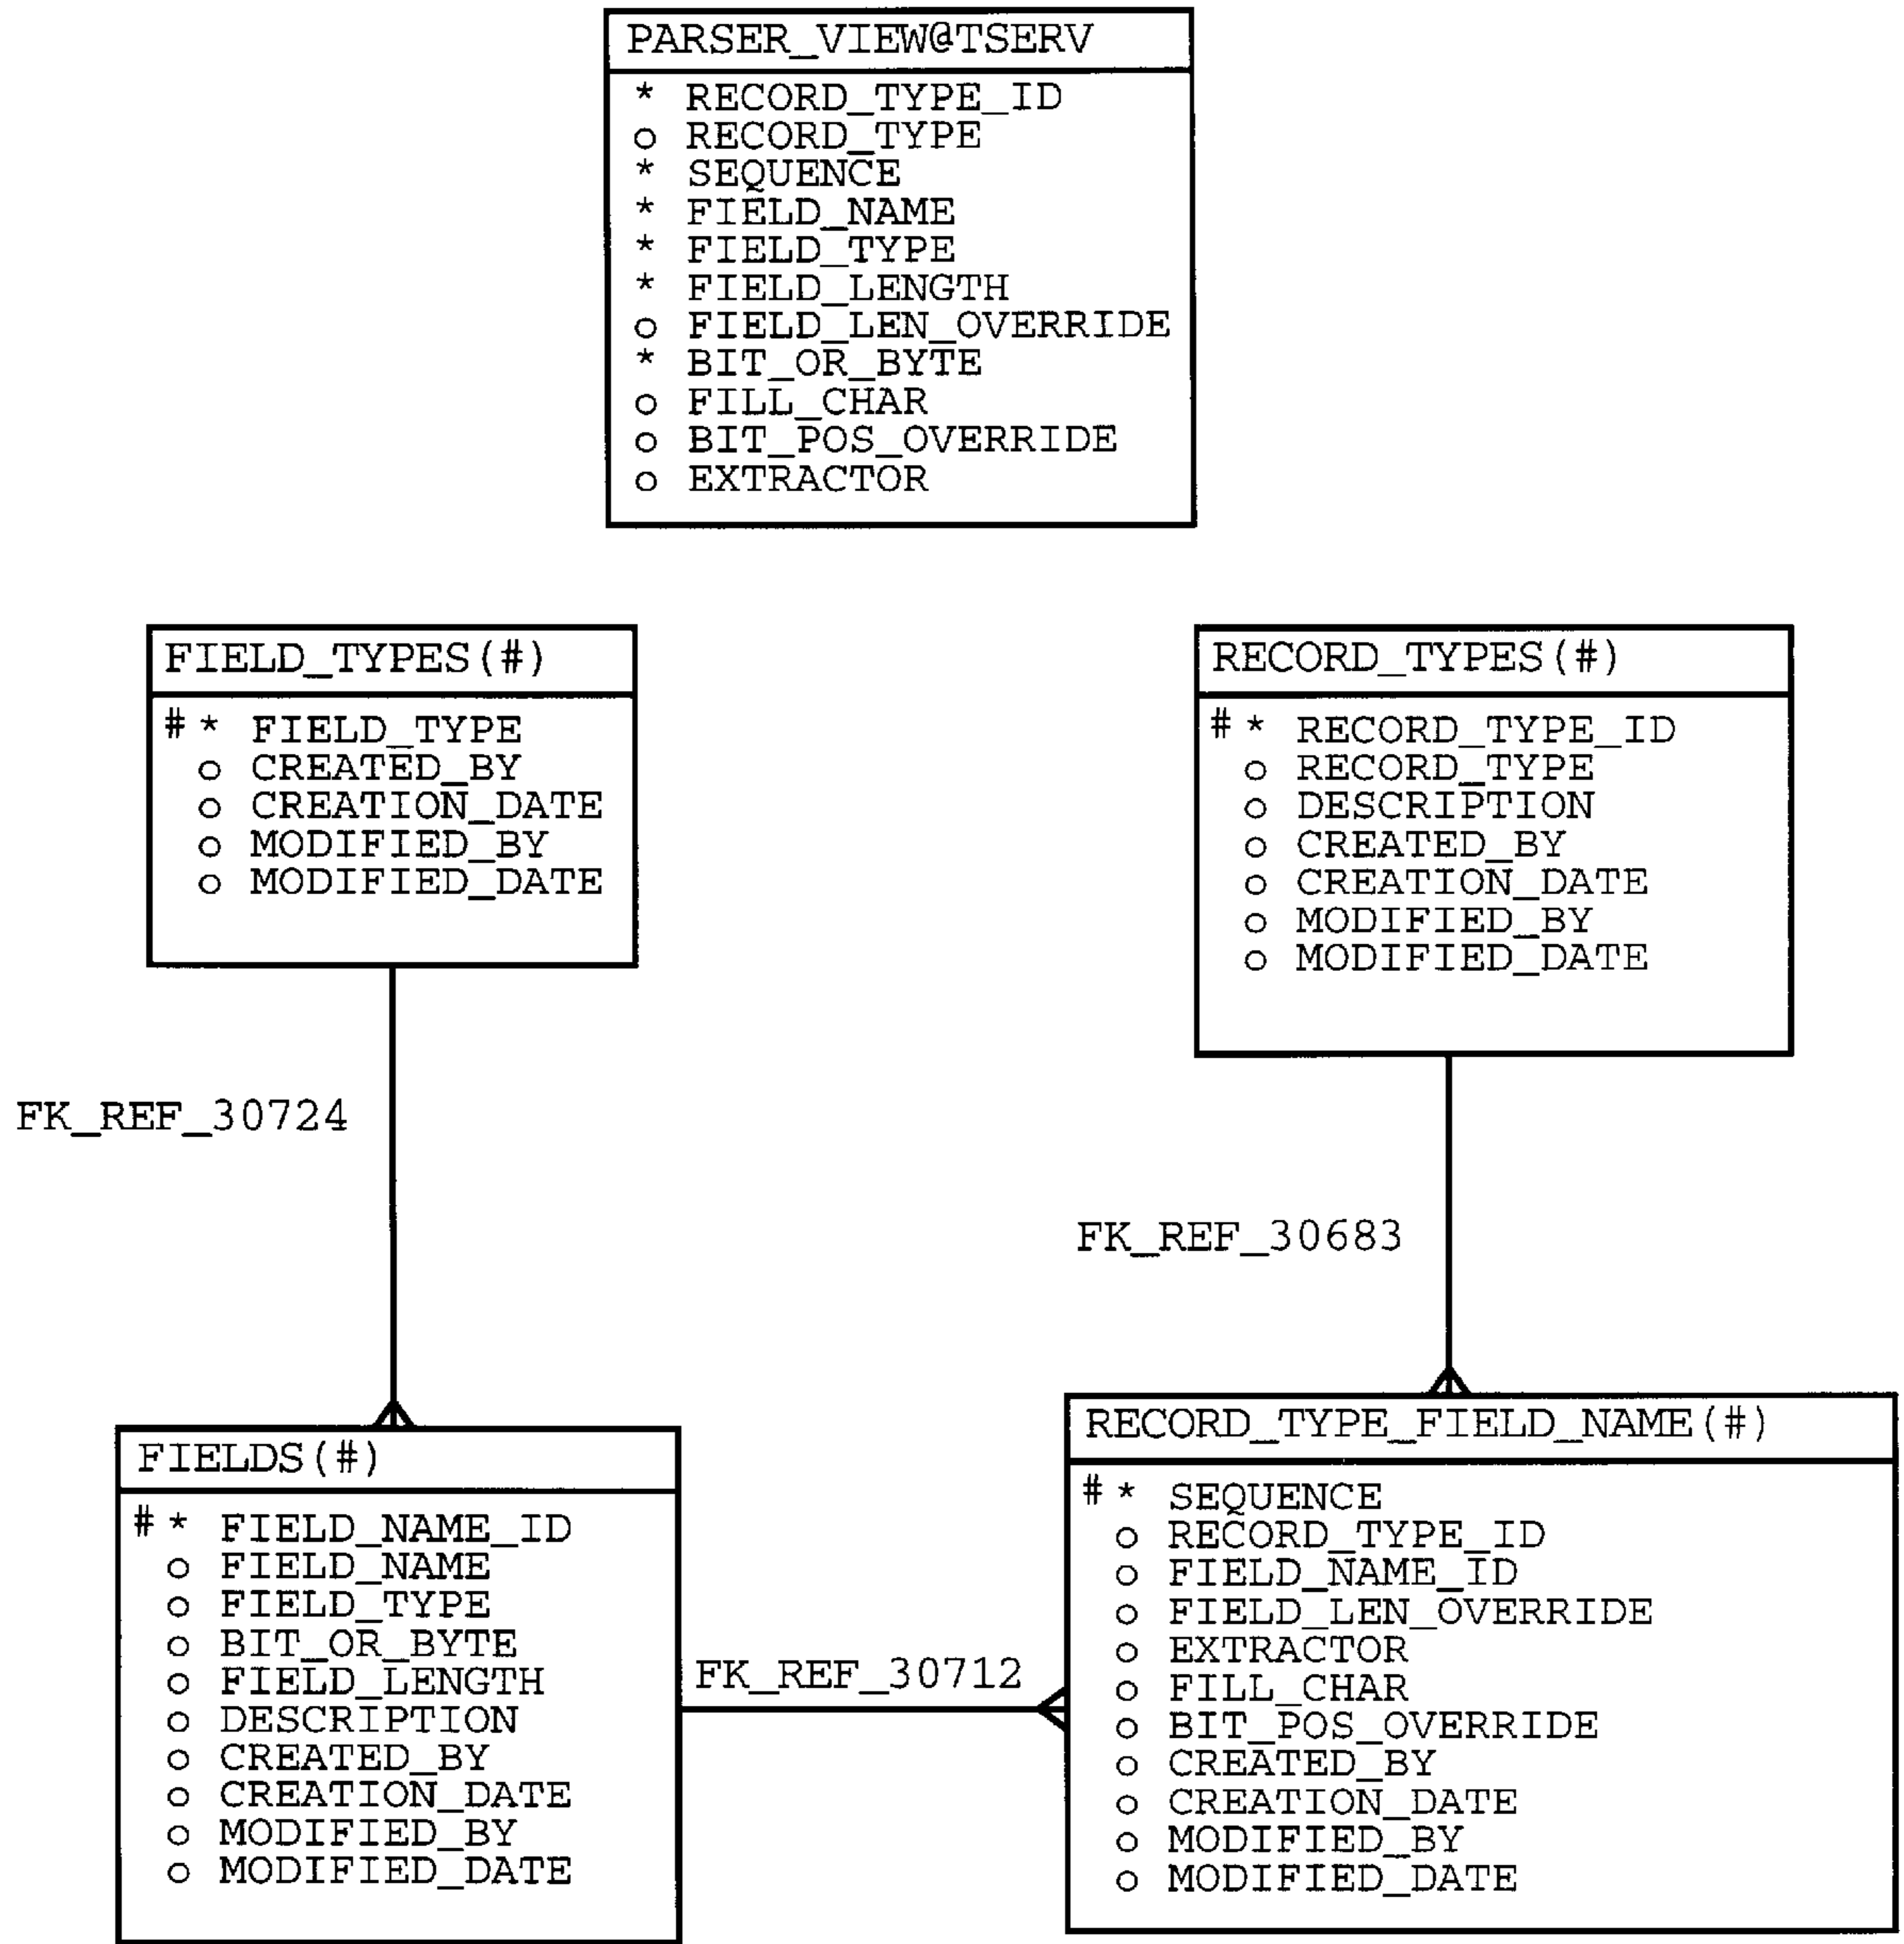 PARSER_VIEW@TSERV
* RECORD_TYPE_ID
o RECORD_TYPE
* SEQUENCE
* FIELD_NAME
* FIELD_TYPE
* FIELD_LENGTH
o FIELD_LEN_OVERRIDE
* BIT_OR_BYTE
o FILL_CHAR
o BIT_POS_OVERRIDE
o EXTRACTOR
FIELD_TYPES(#)
# * FIELD_TYPE
o CREATED_BY
o CREATION_DATE
o MODIFIED_BY
o MODIFIED_DATE
RECORD_TYPES(#)
# * RECORD_TYPE_ID
o RECORD_TYPE
o DESCRIPTION
o CREATED_BY
o CREATION_DATE
o MODIFIED_BY
o MODIFIED_DATE
FK_REF_30724
FK_REF_30683
FIELDS(#)
# * FIELD_NAME_ID
o FIELD_NAME
o FIELD_TYPE
o BIT_OR_BYTE
o FIELD_LENGTH
o DESCRIPTION
o CREATED_BY
o CREATION_DATE
o MODIFIED_BY
o MODIFIED_DATE
FK_REF_30712
RECORD_TYPE_FIELD_NAME(#)
# * SEQUENCE
o RECORD_TYPE_ID
o FIELD_NAME_ID
o FIELD_LEN_OVERRIDE
o EXTRACTOR
o FILL_CHAR
o BIT_POS_OVERRIDE
o CREATED_BY
o CREATION_DATE
o MODIFIED_BY
o MODIFIED_DATE